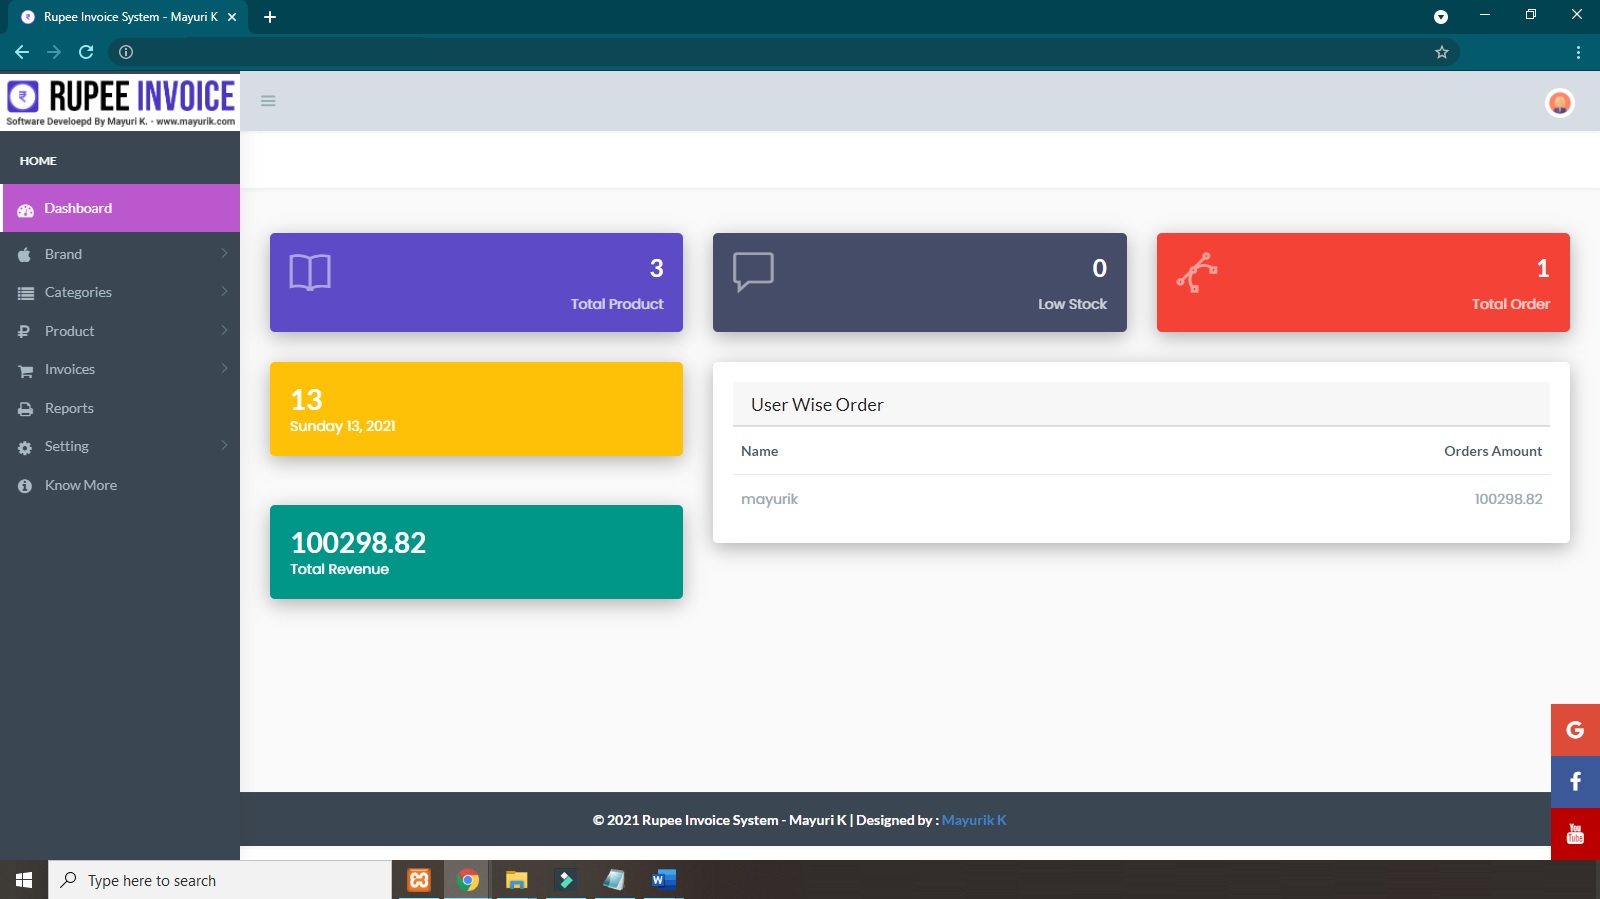 Rupee Invoice System - Mayuri K
RUPEE INVOICE
Software Develoepd By Mayuri K. - www.mayurik.com
HOME
Dashboard
Brand
Categories
Product
Invoices
Reports
Setting
Know More
3
Total Product
0
Low Stock
1
Total Order
13
Sunday 13, 2021
100298.82
Total Revenue
User Wise Order
Name Orders Amount
mayurik 100298.82
G
f
You Tube
© 2021 Rupee Invoice System - Mayuri K | Designed by : Mayurik K
Type here to search